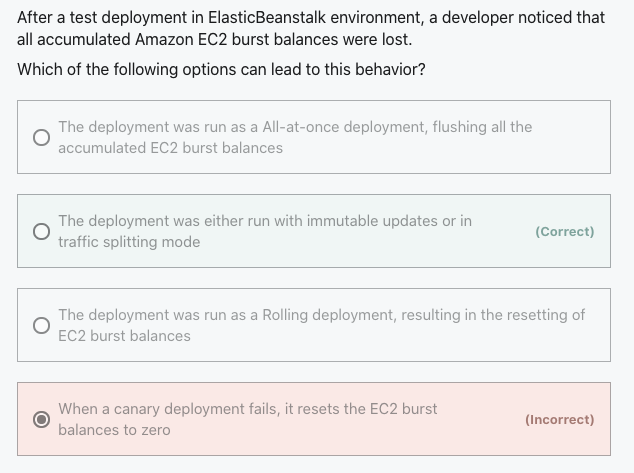 After a test deployment in ElasticBeanstalk environment, a developer noticed that
all accumulated Amazon EC2 burst balances were lost.
Which of the following options can lead to this behavior?
The deployment was run as a All-at-once deployment, flushing all the
accumulated EC2 burst balances
The deployment was either run with immutable updates or in
traffic splitting mode
(Correct)
The deployment was run as a Rolling deployment, resulting in the resetting of
EC2 burst balances
When a canary deployment fails, it resets the EC2 burst
balances to zero
(Incorrect)